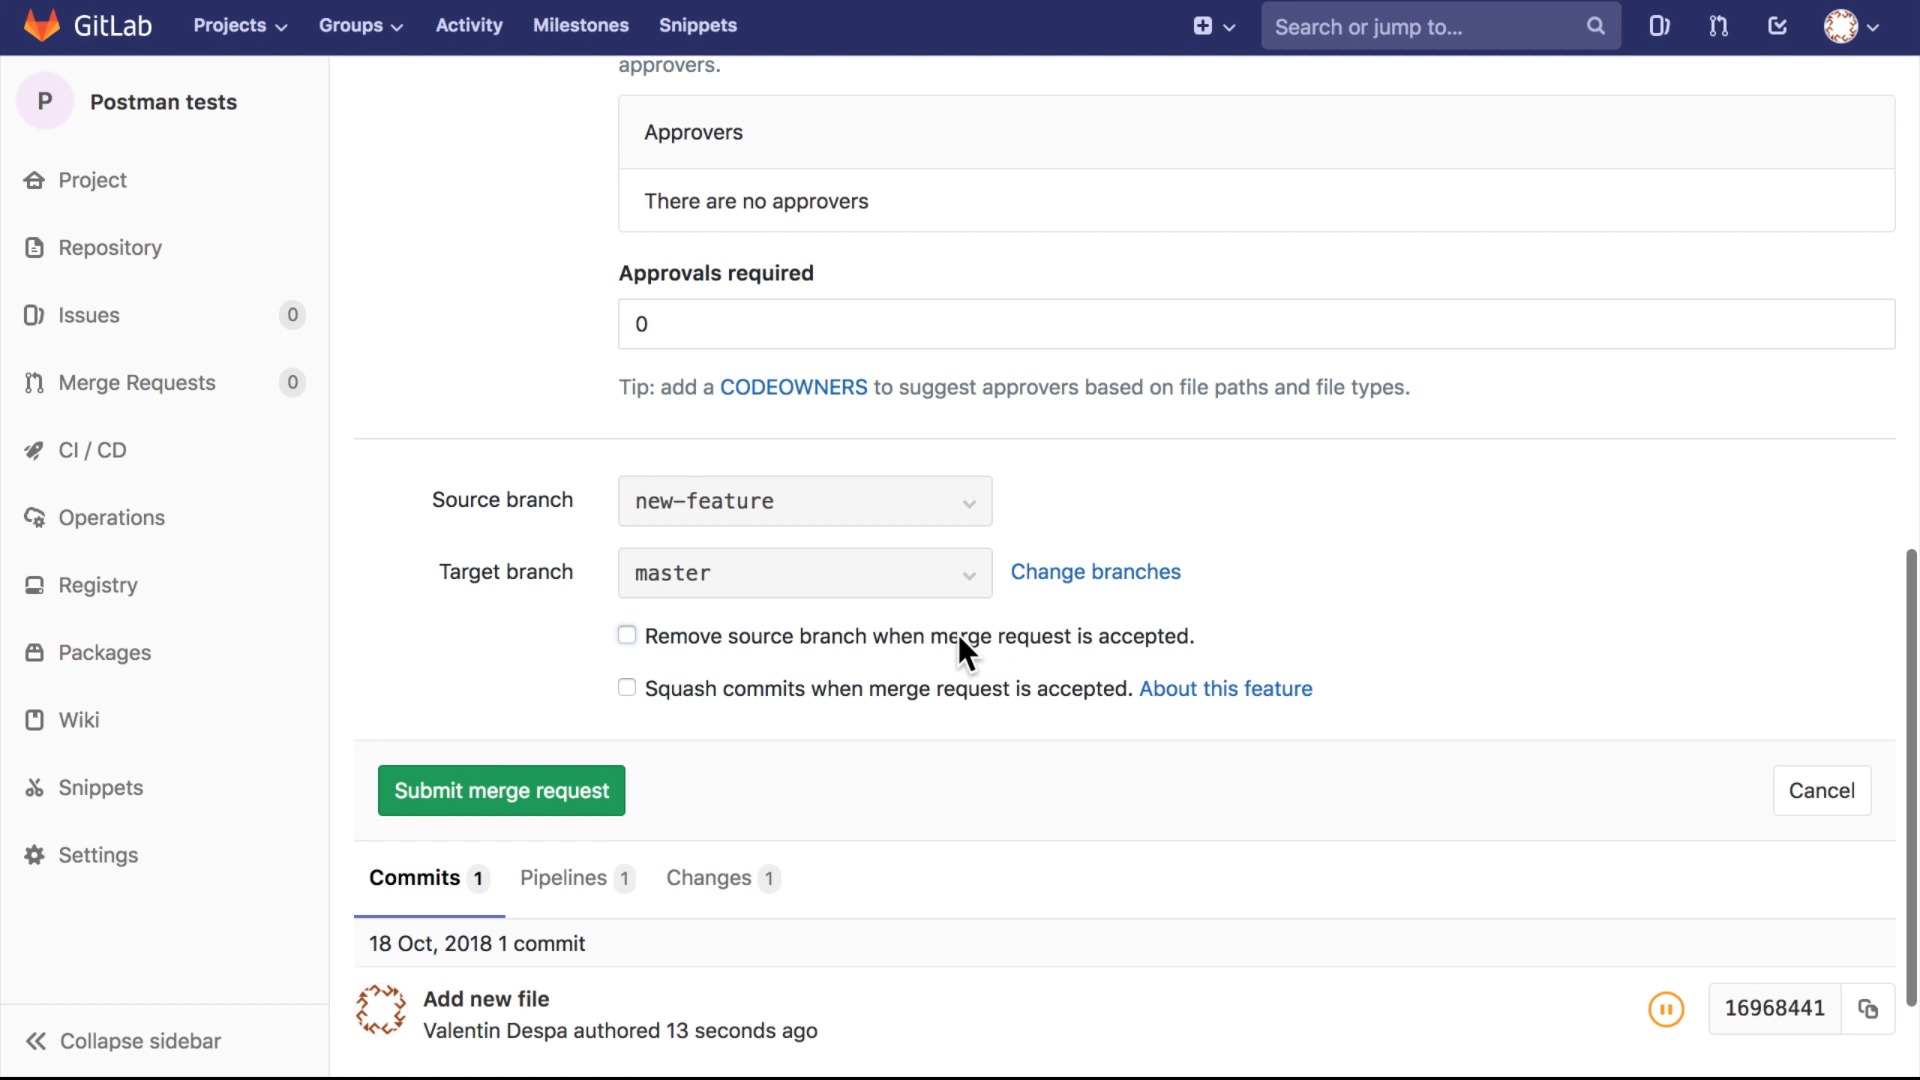 GitLab Projects Groups Activity Milestones Snippets Search or jump to...
P Postman tests
Project
Repository
Issues 0
Merge Requests 0
CI / CD
Operations
Registry
Packages
Wiki
Snippets
Settings
Collapse sidebar
approvers.
Approvers
There are no approvers
Approvals required
0
Tip: add a CODEOWNERS to suggest approvers based on file paths and file types.
Source branch new-feature
Target branch master Change branches
Remove source branch when merge request is accepted.
Squash commits when merge request is accepted. About this feature
Submit merge request Cancel
Commits 1 Pipelines 1 Changes 1
18 Oct, 2018 1 commit
Add new file
Valentin Despa authored 13 seconds ago
16968441